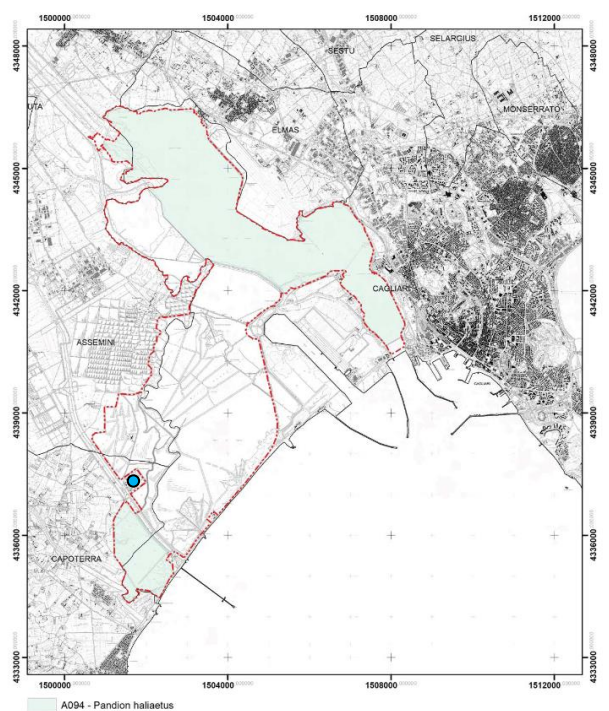 1500000 1504000 1508000 1512000
4348000 4348000
SELARGIUS
SESTU
UTA
MONSERRATO
ELMAS
4345000 4345000
4342000 4342000
CAGLIARI
ASSEMINI
CAGLIARI
4339000 4339000
4336000 4336000
CAPOTERRA
4333000 4333000
1500000 1504000 1508000 1512000
A094 - Pandion haliaetus